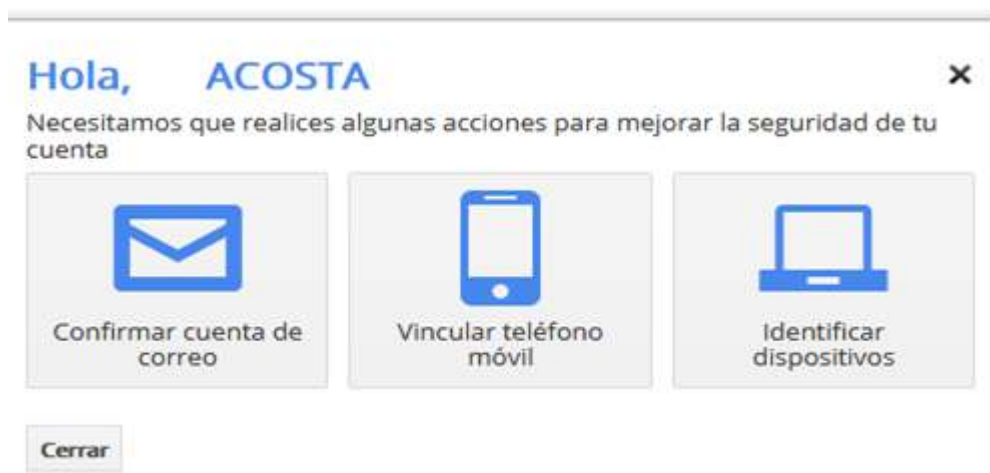 Hola, ACOSTA
Necesitamos que realices algunas acciones para mejorar la seguridad de tu
cuenta
Confirmar cuenta de
correo
Vincular teléfono
móvil
Identificar
dispositivos
Cerrar